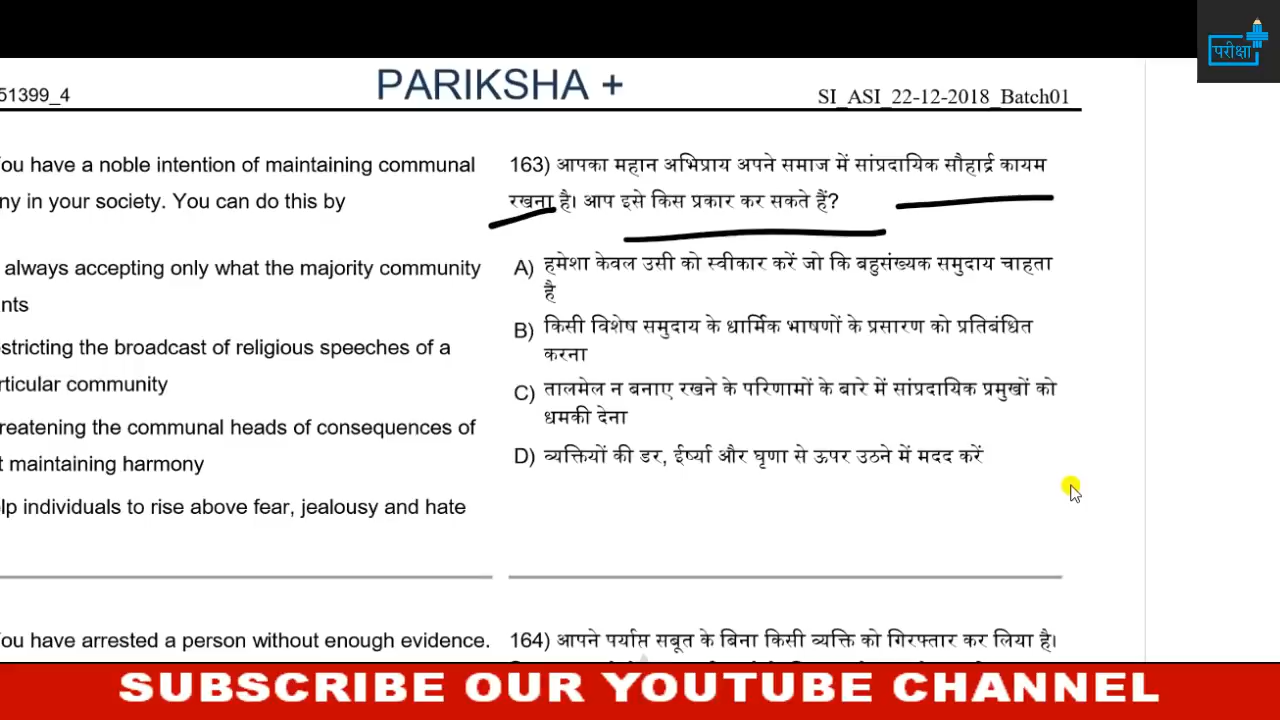 परीक्षा
PARIKSHA +
51399_4
SI_ASI_22-12-2018_Batch01
You have a noble intention of maintaining communal
ny in your society. You can do this by
always accepting only what the majority community
nts
stricting the broadcast of religious speeches of a
rticular community
reatening the communal heads of consequences of
t maintaining harmony
lp individuals to rise above fear, jealousy and hate
You have arrested a person without enough evidence.
163) आपका महान अभिप्राय अपने समाज में सांप्रदायिक सौहार्द्र कायम
रखना है। आप इसे किस प्रकार कर सकते हैं?
A) हमेशा केवल उसी को स्वीकार करें जो कि बहुसंख्यक समुदाय चाहता
है
B) किसी विशेष समुदाय के धार्मिक भाषणों के प्रसारण को प्रतिबंधित
करना
C) तालमेल न बनाए रखने के परिणामों के बारे में सांप्रदायिक प्रमुखों को
धमकी देना
D) व्यक्तियों की डर, ईर्ष्या और घृणा से ऊपर उठने में मदद करें
164) आपने पर्याप्त सबूत के बिना किसी व्यक्ति को गिरफ्तार कर लिया है।
SUBSCRIBE OUR YOUTUBE CHANNEL